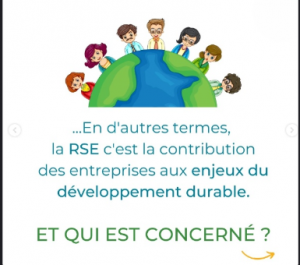 ...En d'autres termes,
la RSE c'est la contribution
des entreprises aux enjeux du
développement durable.
ET QUI EST CONCERNÉ ?